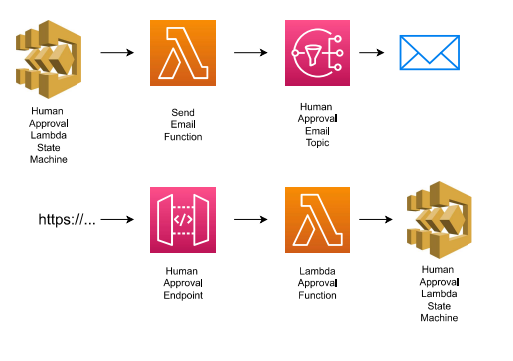 Human
Approval
Lambda
State
Machine
Send
Email
Function
Human
Approval
Email
Topic
https://...
</>
Human
Approval
Endpoint
Lambda
Approval
Function
Human
Approval
Lambda
State
Machine